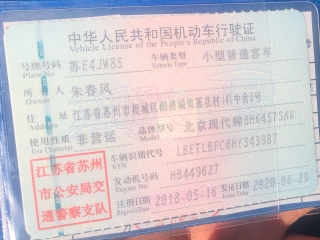 中华人民共和国机动车行驶证
Vehicle License of the People's Republic of China
号牌号码 苏E4JW85 车辆类型 小型普通客车
Plate No. Vehicle Type
所有人 朱春风
Owner
住址 江苏省苏州市相城区
Address
使用性质 非营运 品牌型号 北京现代牌BH6457SAV
Use Character Model
江苏省苏州市公安局交通警察支队
车辆识别代号 LBETLBFC6HY343987
VIN
发动机号码 HB449627
Engine No.
注册日期 2018-05-16 发证日期 2020-06-29
Register Date Issue Date